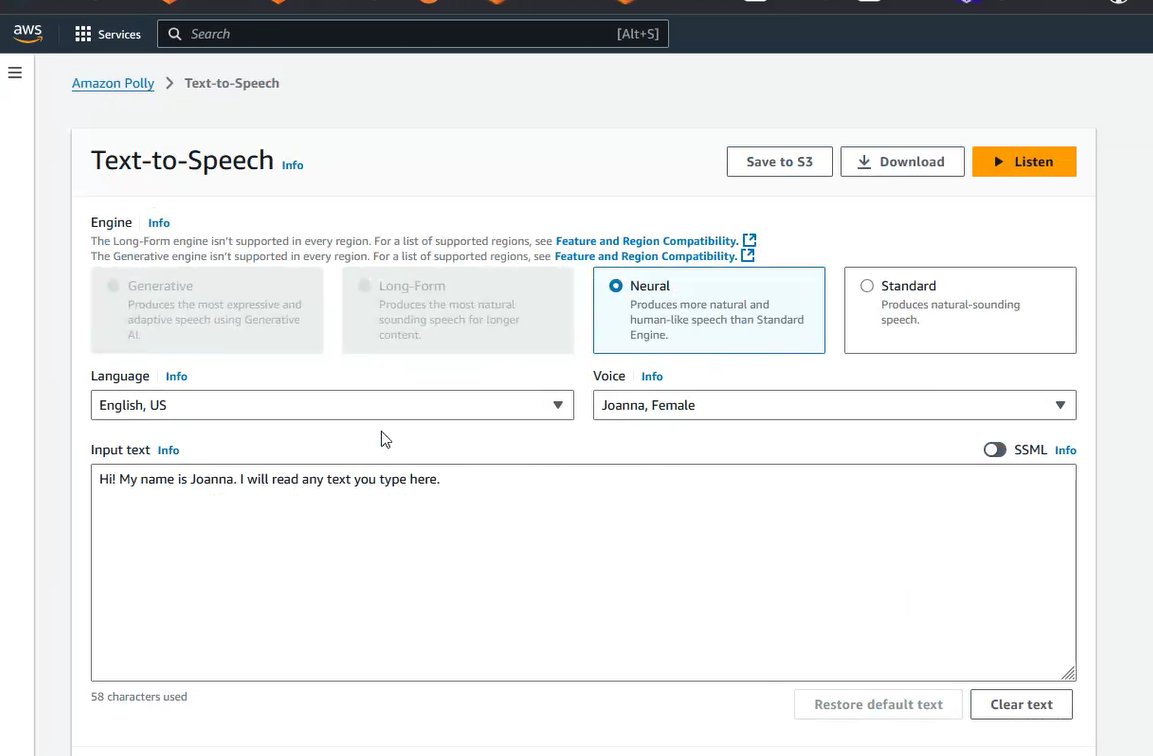 aws
Services
Search
[Alt+S]
Amazon Polly
Text-to-Speech
Text-to-Speech
Info
Save to S3
Download
Listen
Engine
Info
The Long-Form engine isn't supported in every region. For a list of supported regions, see Feature and Region Compatibility.
The Generative engine isn't supported in every region. For a list of supported regions, see Feature and Region Compatibility.
Generative
Produces the most expressive and
adaptive speech using Generative
AI.
Long-Form
Produces the most natural
sounding speech for longer
content.
Neural
Produces more natural and
human-like speech than Standard
Engine.
Standard
Produces natural-sounding
speech.
Language
Info
English, US
Voice
Info
Joanna, Female
Input text
Info
SSML
Info
Hi! My name is Joanna. I will read any text you type here.
58 characters used
Restore default text
Clear text